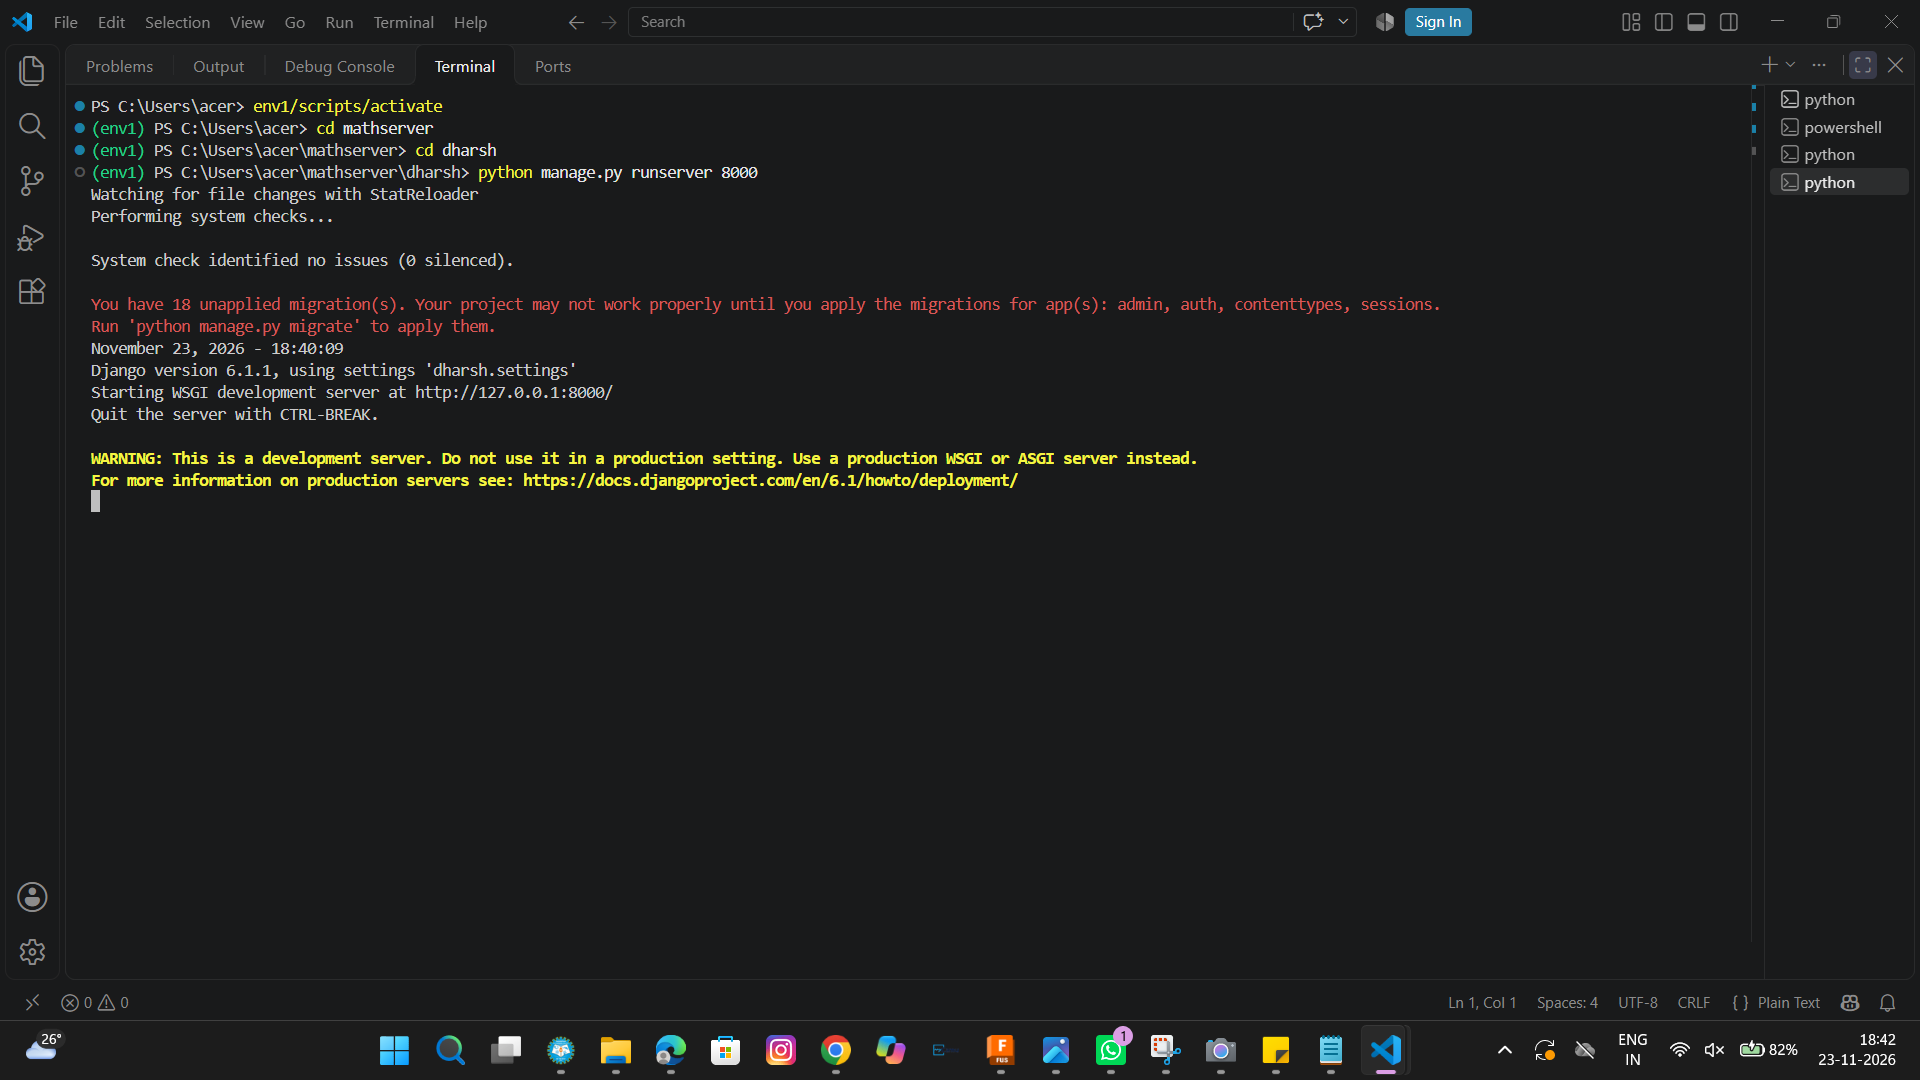 File Edit Selection View Go Run Terminal Help
Search
Sign In
Problems Output Debug Console Terminal Ports
PS C:\Users\acer> env1/scripts/activate
(env1) PS C:\Users\acer> cd mathserver
(env1) PS C:\Users\acer\mathserver> cd dharsh
(env1) PS C:\Users\acer\mathserver\dharsh> python manage.py runserver 8000
Watching for file changes with StatReloader
Performing system checks...
System check identified no issues (0 silenced).
You have 18 unapplied migration(s). Your project may not work properly until you apply the migrations for app(s): admin, auth, contenttypes, sessions.
Run 'python manage.py migrate' to apply them.
November 23, 2026 - 18:40:09
Django version 6.1.1, using settings 'dharsh.settings'
Starting WSGI development server at http://127.0.0.1:8000/
Quit the server with CTRL-BREAK.
WARNING: This is a development server. Do not use it in a production setting. Use a production WSGI or ASGI server instead.
For more information on production servers see: https://docs.djangoproject.com/en/6.1/howto/deployment/
python
powershell
python
python
0 0
Ln 1, Col 1 Spaces: 4 UTF-8 CRLF { } Plain Text
26°
F
FUS
1
ENG
IN
82%
18:42
23-11-2026